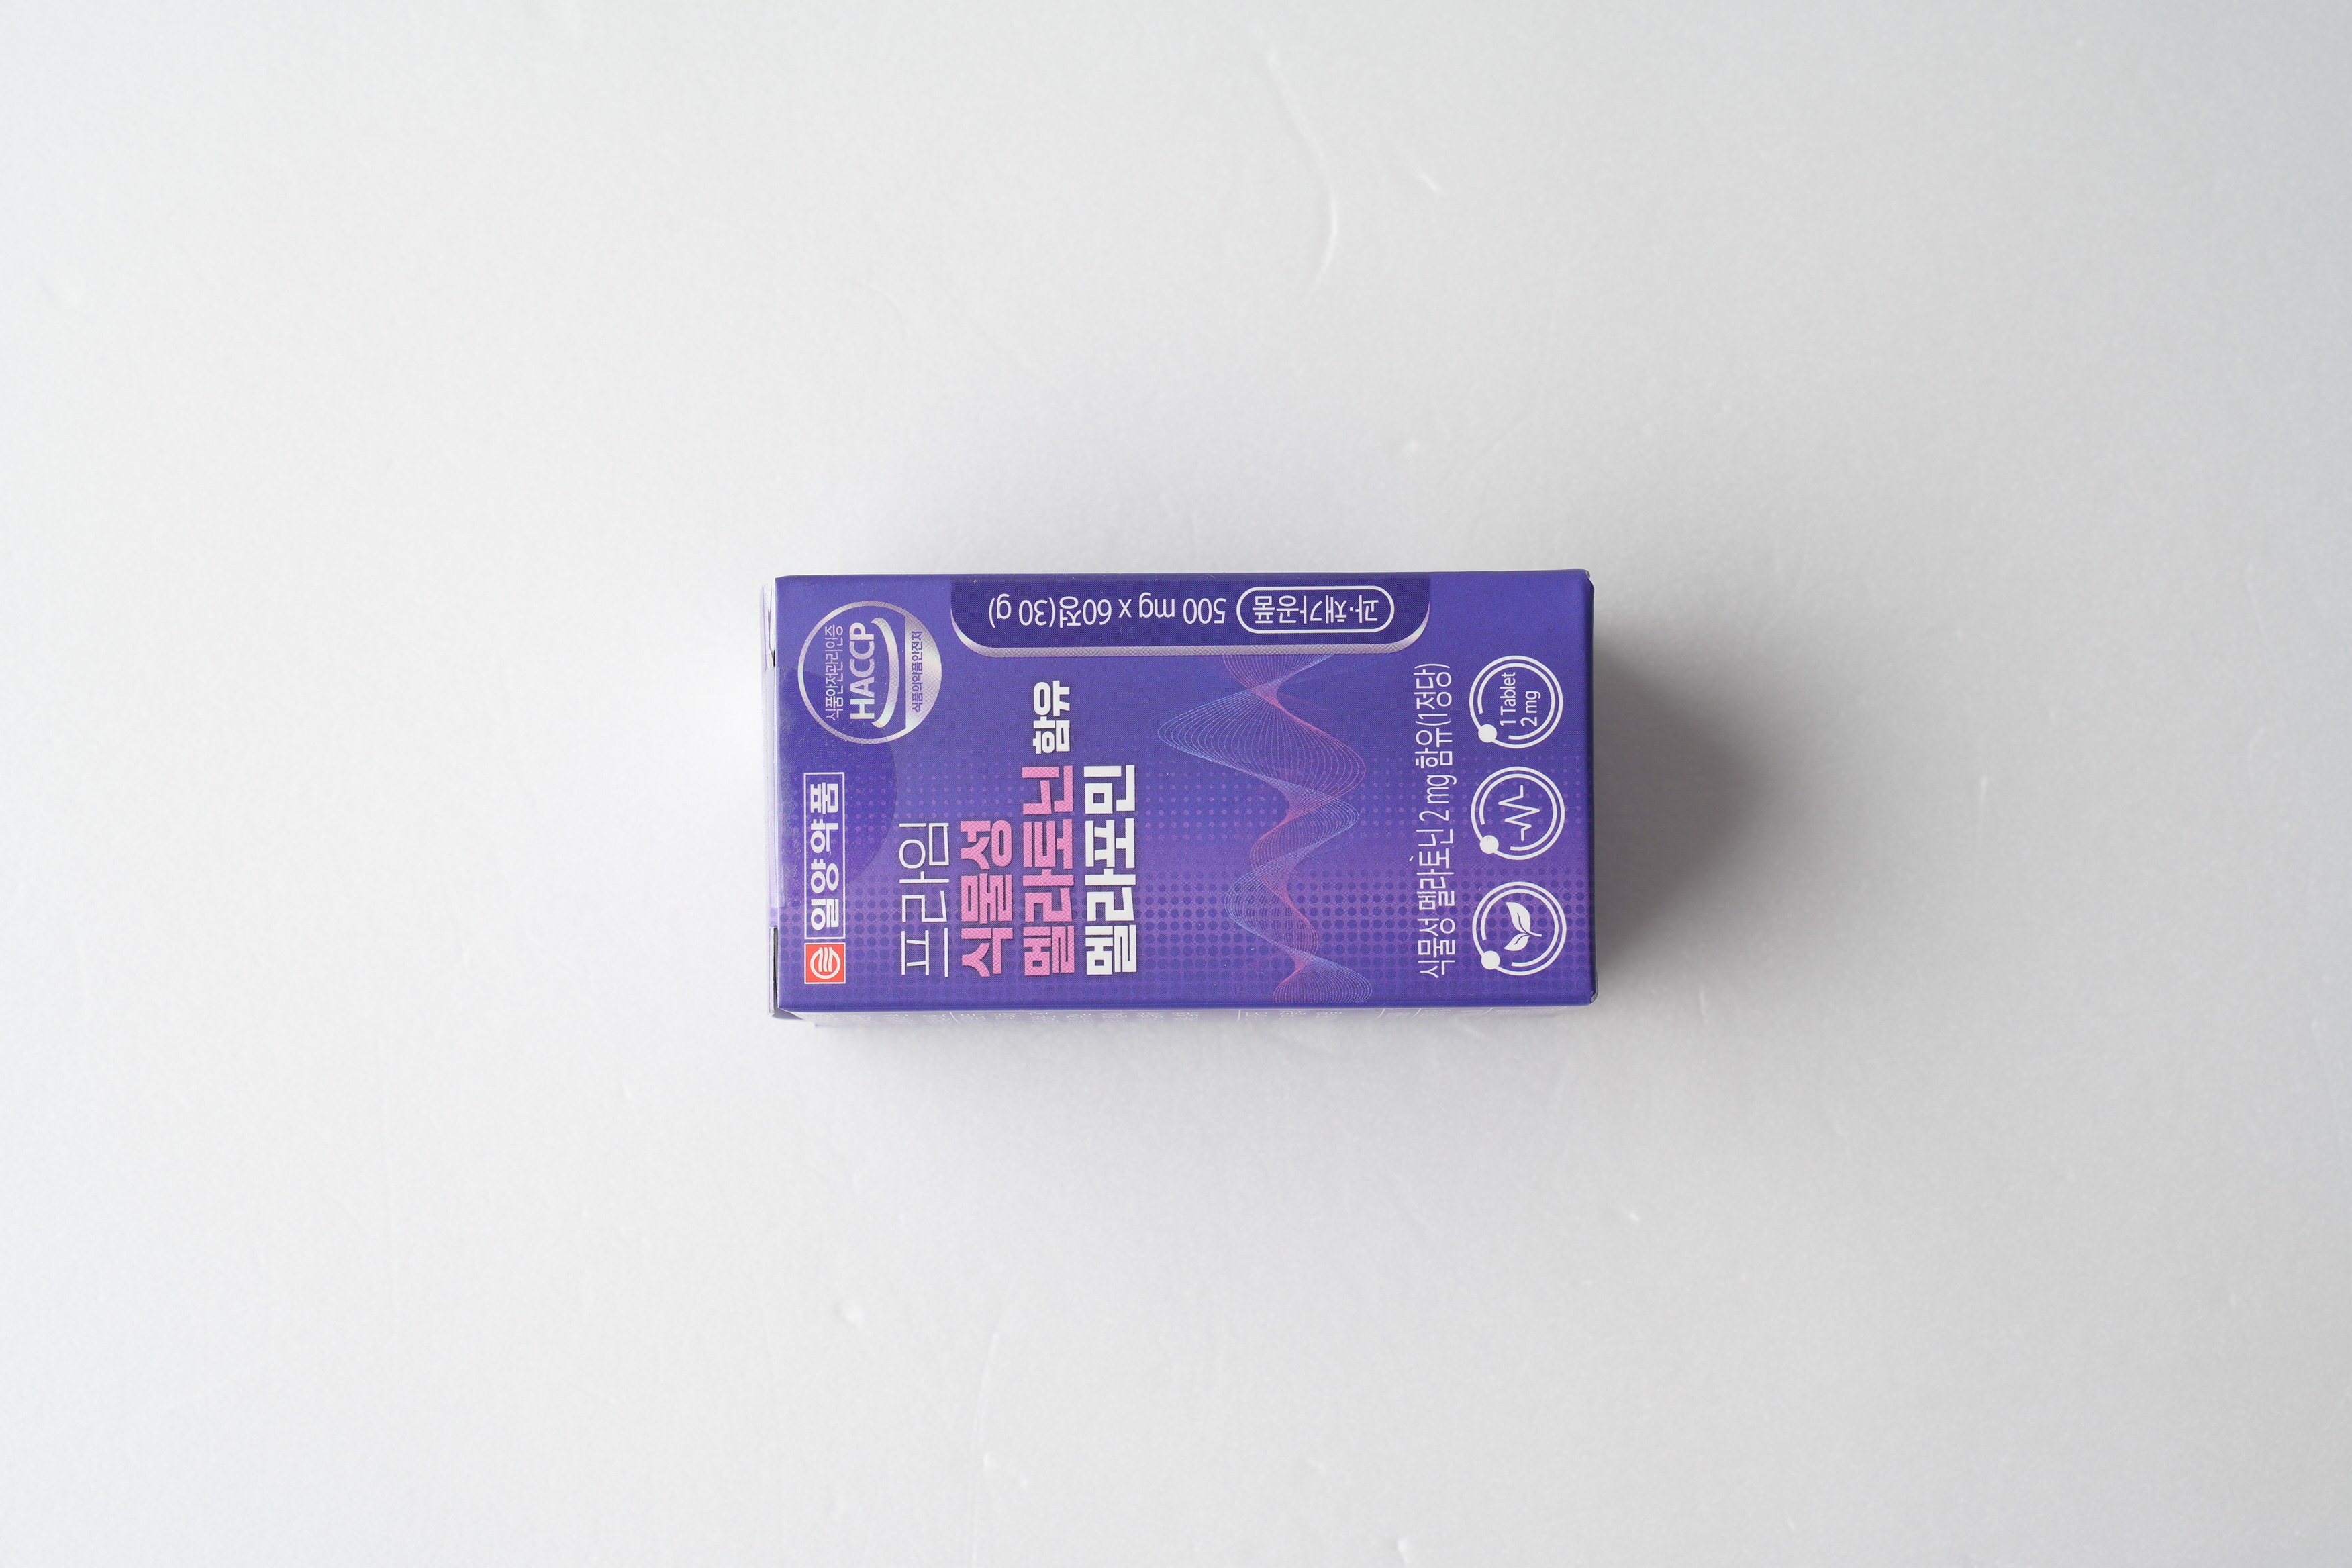 일양약품
식품안전관리인증
HACCP
식품의약품안전처
프라임
식물성
멜라토닌 함유
멜라포민
식물성 멜라토닌 2 mg 함유(1정당)
1 Tablet
2 mg
과·채가공품 500 mg x 60정(30 g)